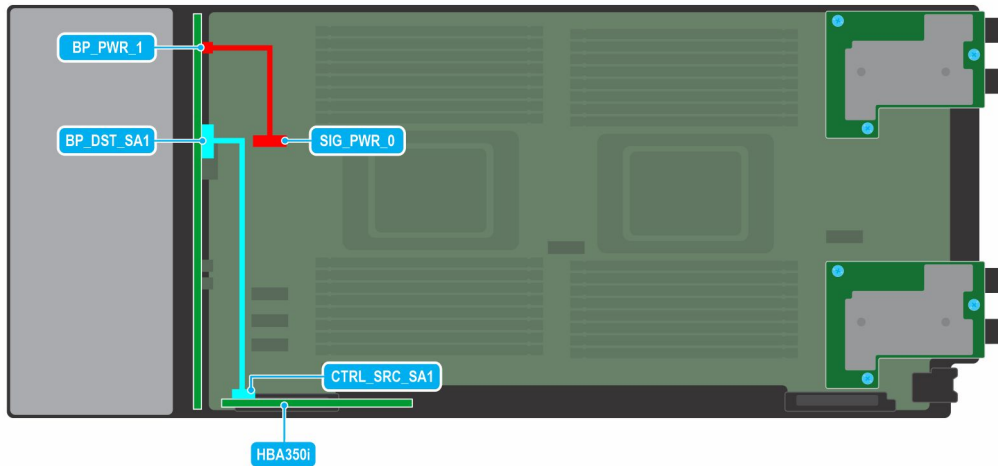 BP_PWR_1
BP_DST_SA1
SIG_PWR_0
CTRL_SRC_SA1
HBA350i